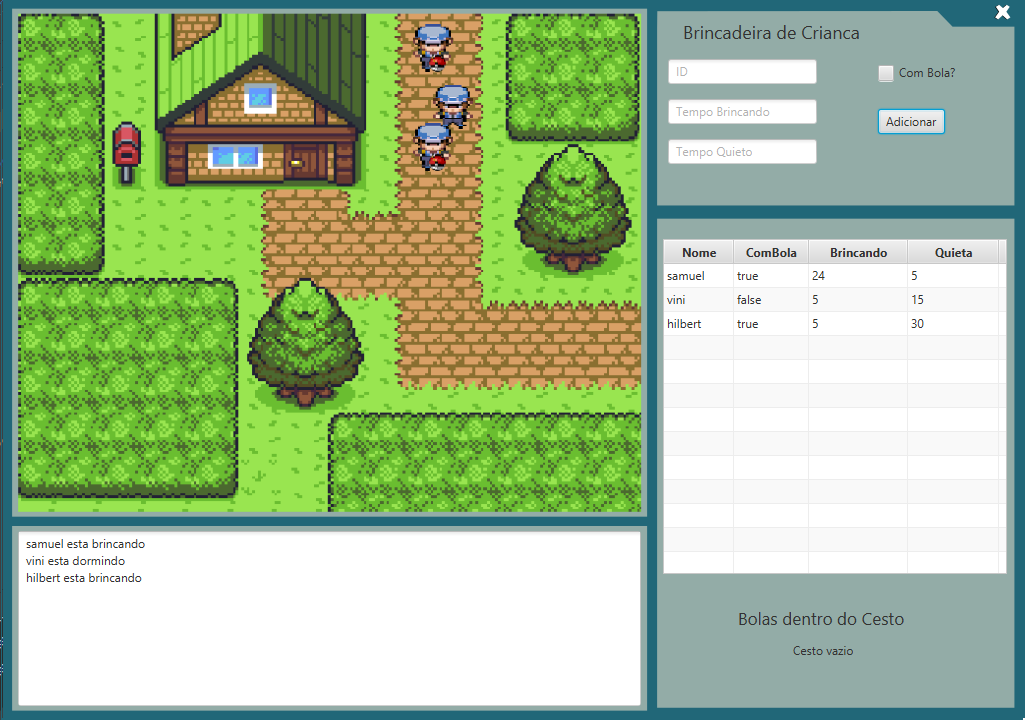 Brincadeira de Crianca
ID
Com Bola?
Tempo Brincando
Adicionar
Tempo Quieto
Nome ComBola Brincando Quieta
samuel true 24 5
vini false 5 15
hilbert true 5 30
Bolas dentro do Cesto
Cesto vazio
samuel esta brincando
vini esta dormindo
hilbert esta brincando